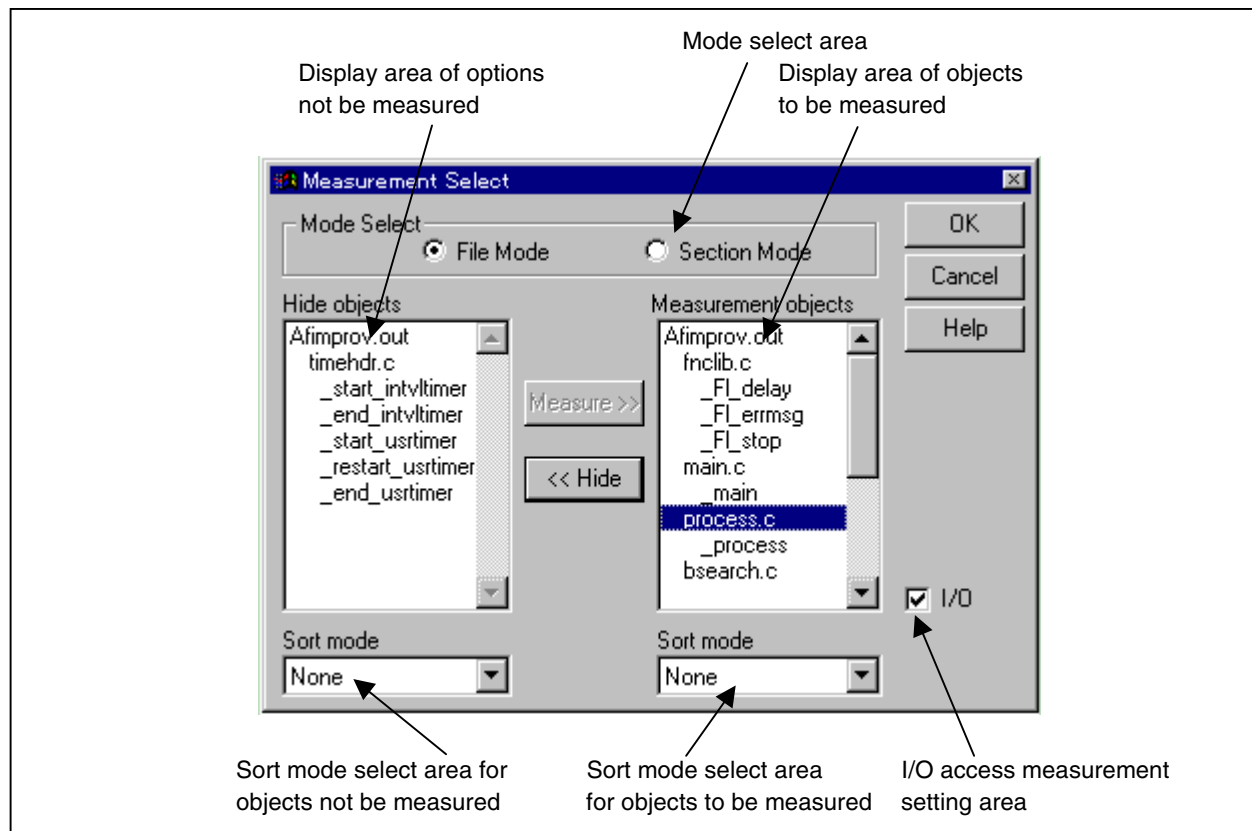 Mode select area
Display area of options
not be measured
Display area of objects
to be measured
Measurement Select
Mode Select
File Mode
Section Mode
OK
Cancel
Help
Hide objects
Afimprov.out
timehdr.c
_start_intvltimer
_end_intvltimer
_start_usrtimer
_restart_usrtimer
_end_usrtimer
Measure >>
<< Hide
Measurement objects
Afimprov.out
fnclib.c
_FI_delay
_FI_errmsg
_FI_stop
main.c
_main
process.c
_process
bsearch.c
I/O
Sort mode
None
Sort mode
None
Sort mode select area for
objects not be measured
Sort mode select area
for objects to be measured
I/O access measurement
setting area